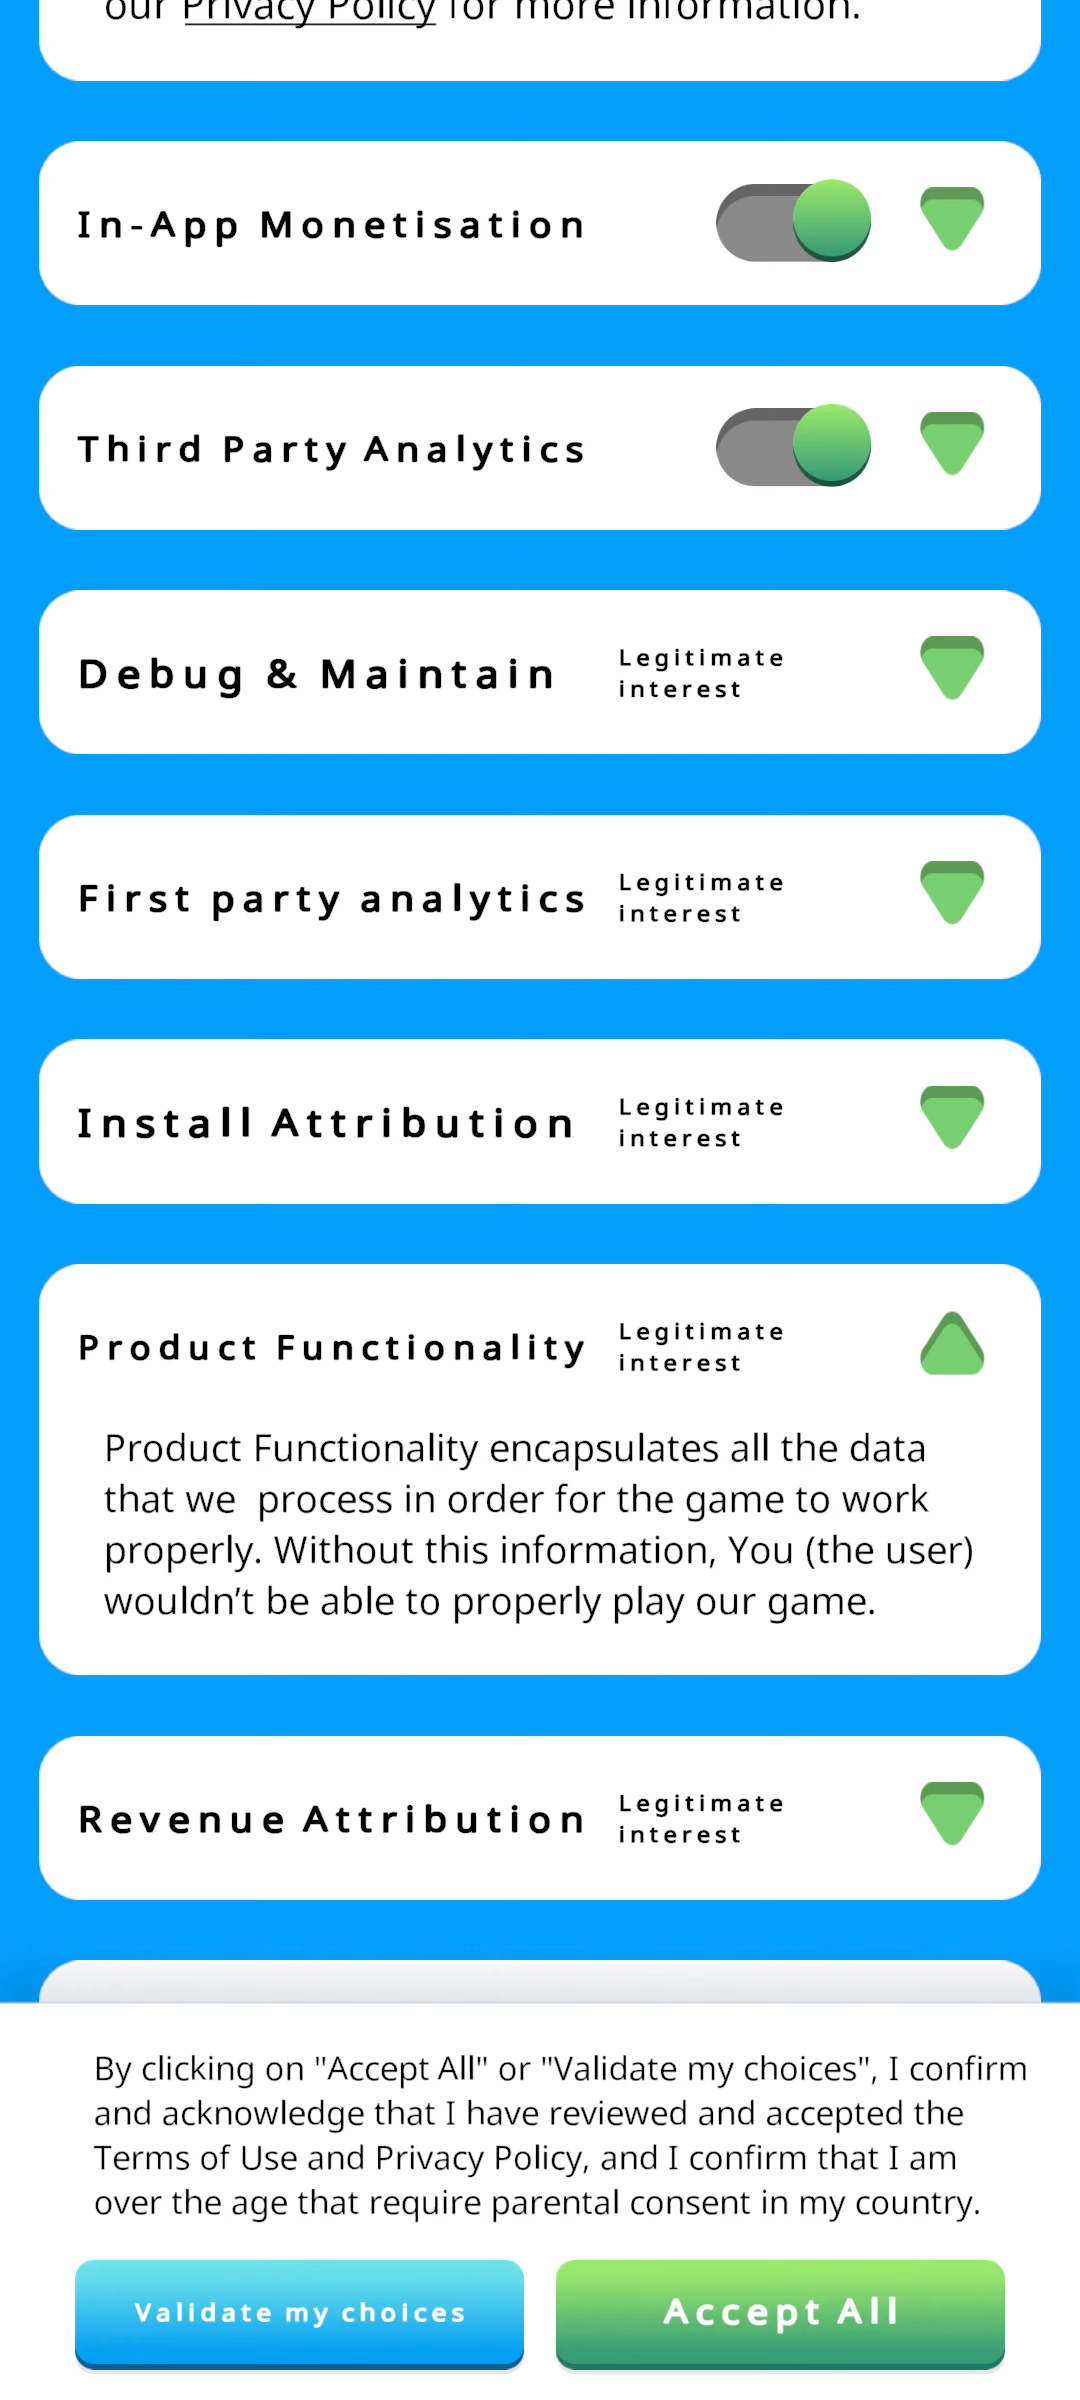 our Privacy Policy for more information.
In-App Monetisation
Third Party Analytics
Debug & Maintain
Legitimate
interest
First party analytics
Legitimate
interest
Install Attribution
Legitimate
interest
Product Functionality
Legitimate
interest
Product Functionality encapsulates all the data
that we  process in order for the game to work
properly. Without this information, You (the user)
wouldn’t be able to properly play our game.
Revenue Attribution
Legitimate
interest
By clicking on "Accept All" or "Validate my choices", I confirm
and acknowledge that I have reviewed and accepted the
Terms of Use and Privacy Policy, and I confirm that I am
over the age that require parental consent in my country.
Validate my choices
Accept All